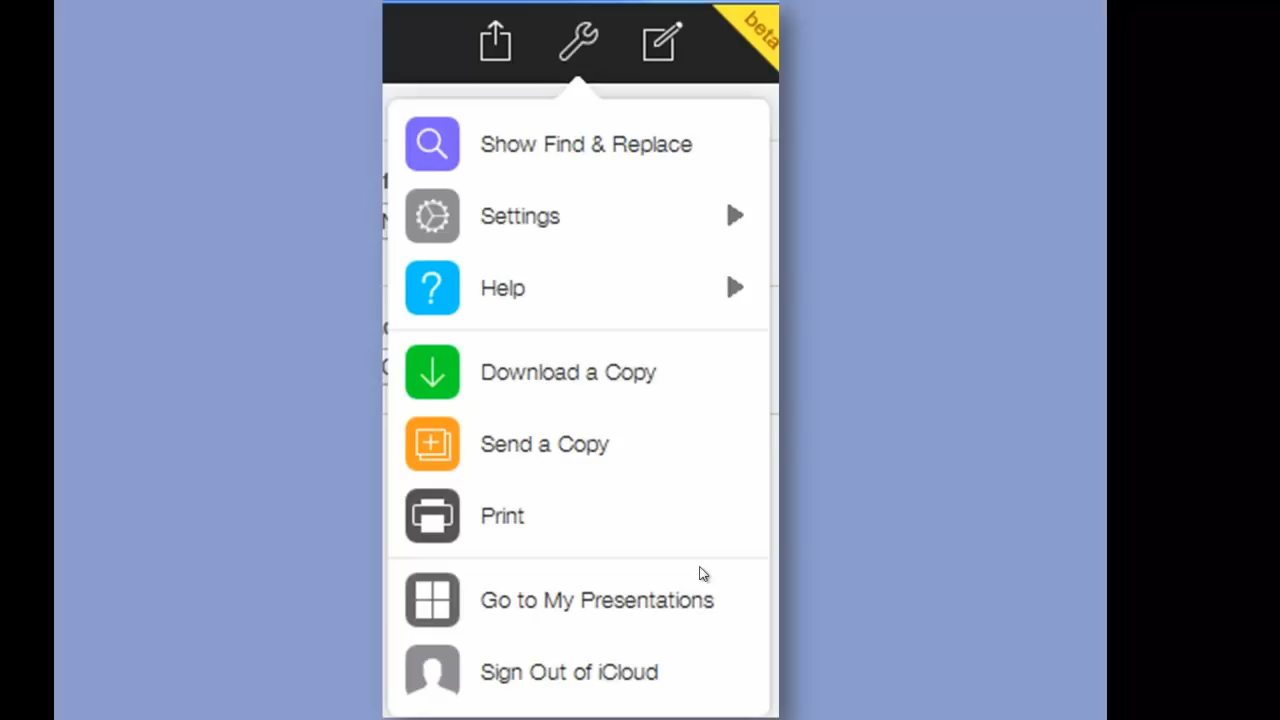 beta
Show Find & Replace
Settings
Help
Download a Copy
Send a Copy
Print
Go to My Presentations
Sign Out of iCloud